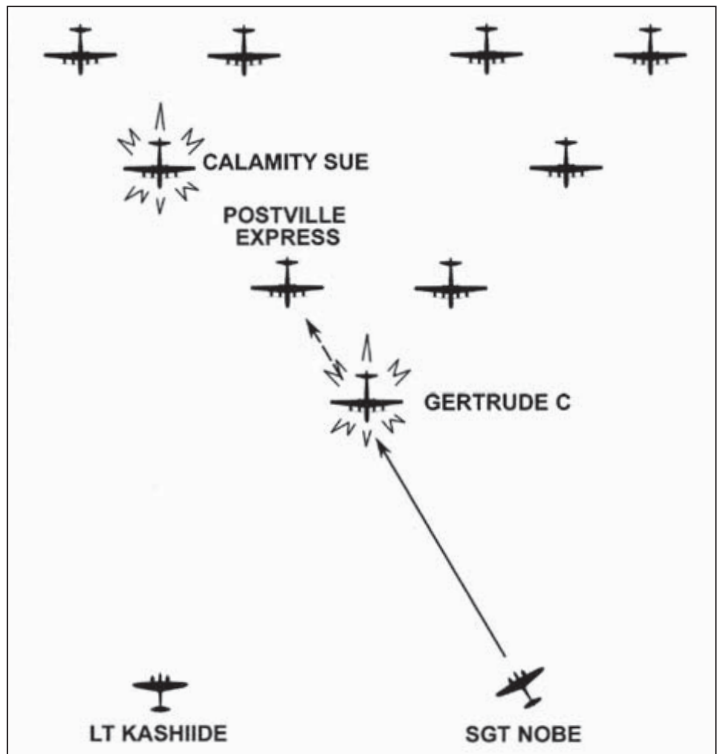 CALAMITY SUE
POSTVILLE
EXPRESS
GERTRUDE C
LT KASHIIDE
SGT NOBE